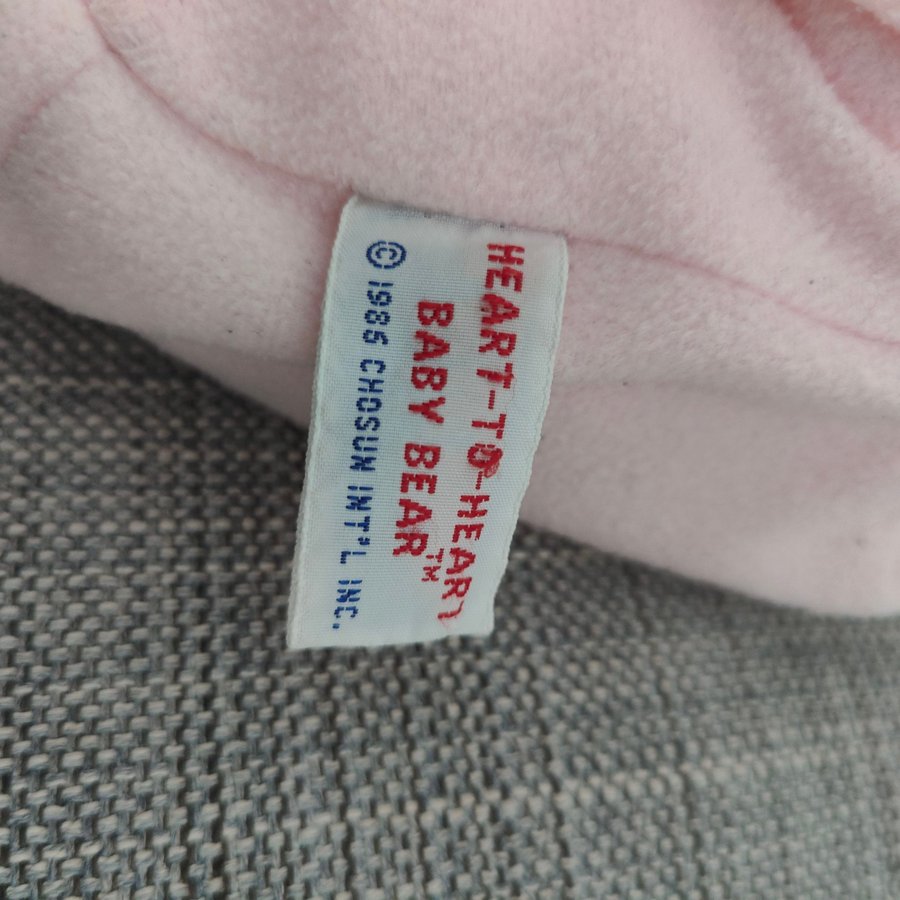 HEART-TO-HEART
BABY BEAR™
© 1985 CHOSUN INT'L INC.